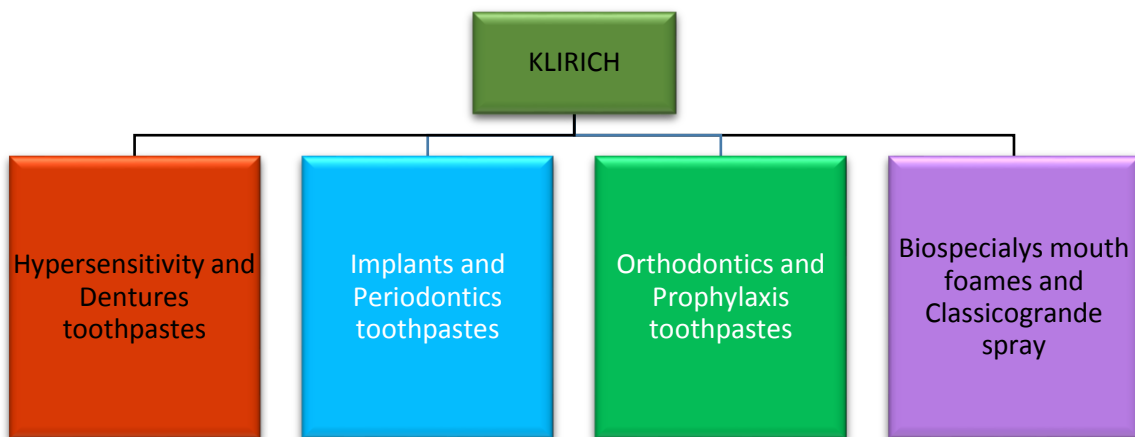 KLIRICH
Hypersensitivity and
Dentures
toothpastes
Implants and
Periodontics
toothpastes
Orthodontics and
Prophylaxis
toothpastes
Biospecialys mouth
foames and
Classicogrande
spray